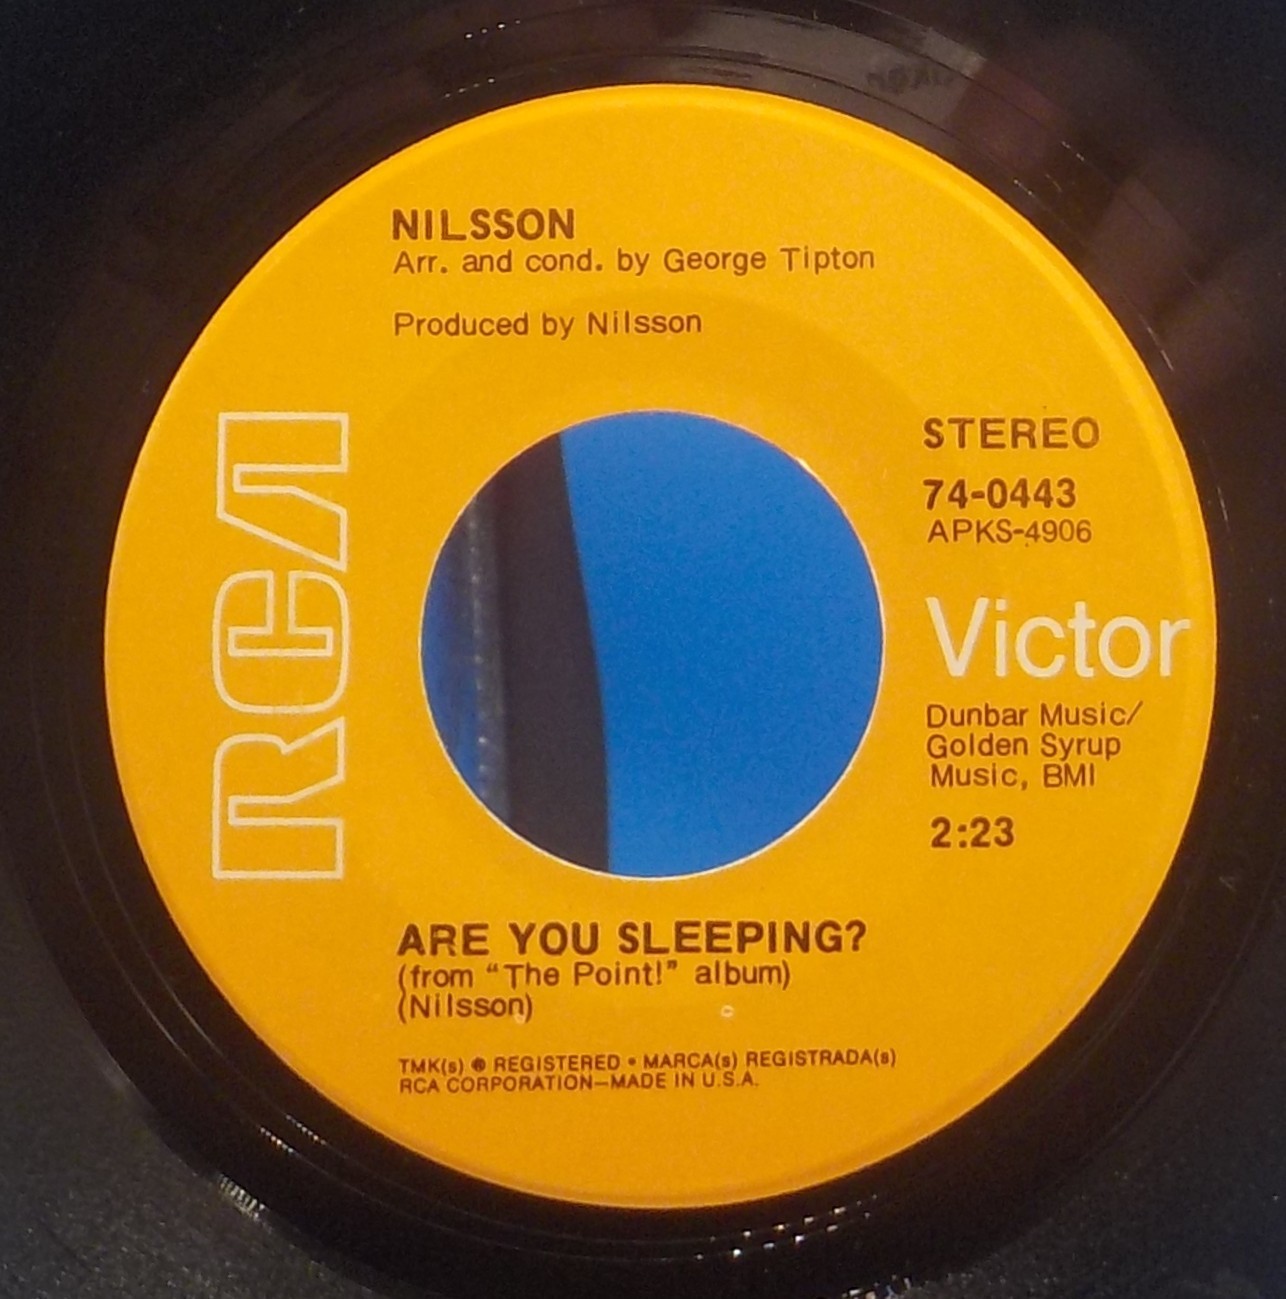 NILSSON
Arr. and cond. by George Tipton
Produced by Nilsson
RCA
STEREO
74-0443
APKS-4906
Victor
Dunbar Music/
Golden Syrup
Music, BMI
2:23
ARE YOU SLEEPING?
(from “The Point!” album)
(Nilsson)
TMK(s) ® REGISTERED • MARCA(s) REGISTRADA(s)
RCA CORPORATION—MADE IN U.S.A.